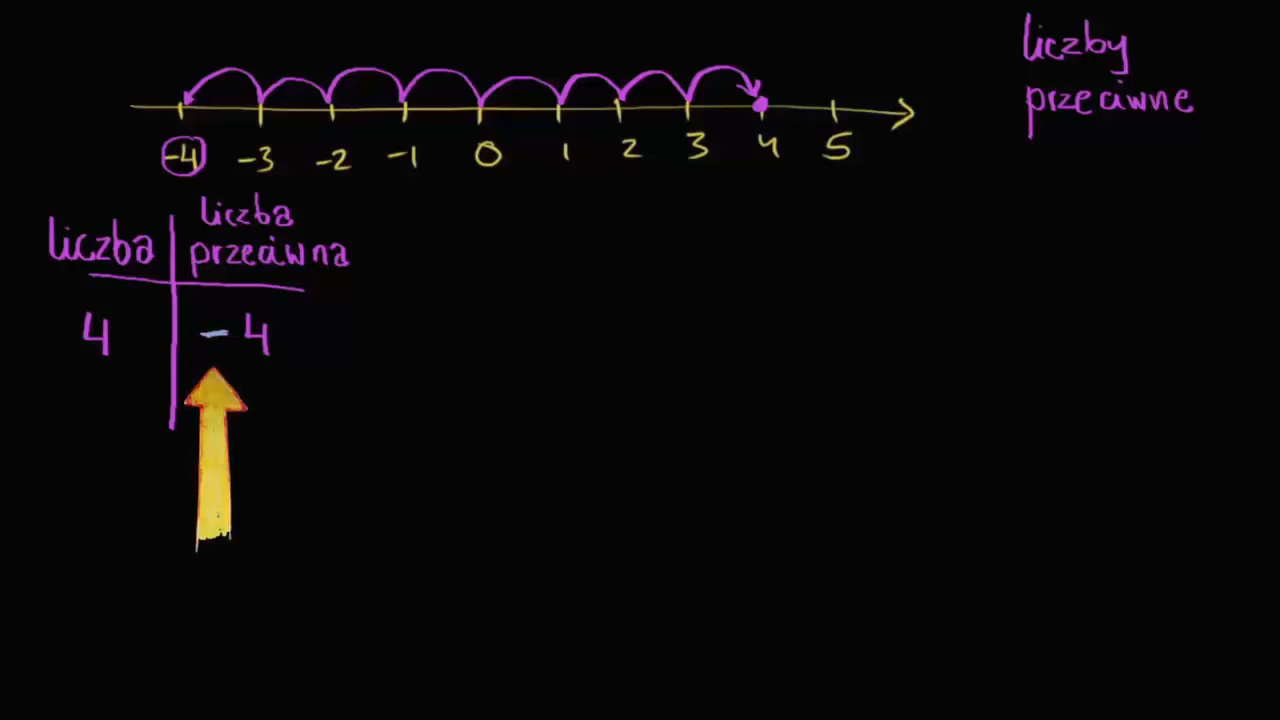 liczby
przeciwne
-4 -3 -2 -1 0 1 2 3 4 5
liczba
liczba przeciwna
4 - 4